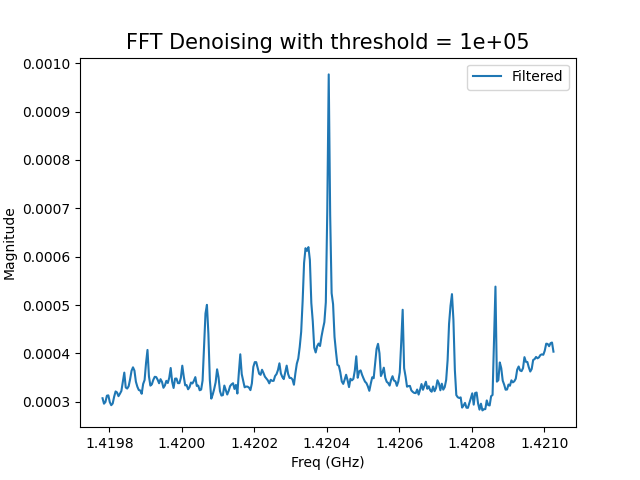 FFT Denoising with threshold = 1e+05
Filtered
0.0010
0.0009
0.0008
0.0007
0.0006
0.0005
0.0004
0.0003
Magnitude
1.4198 1.4200 1.4202 1.4204 1.4206 1.4208 1.4210
Freq (GHz)